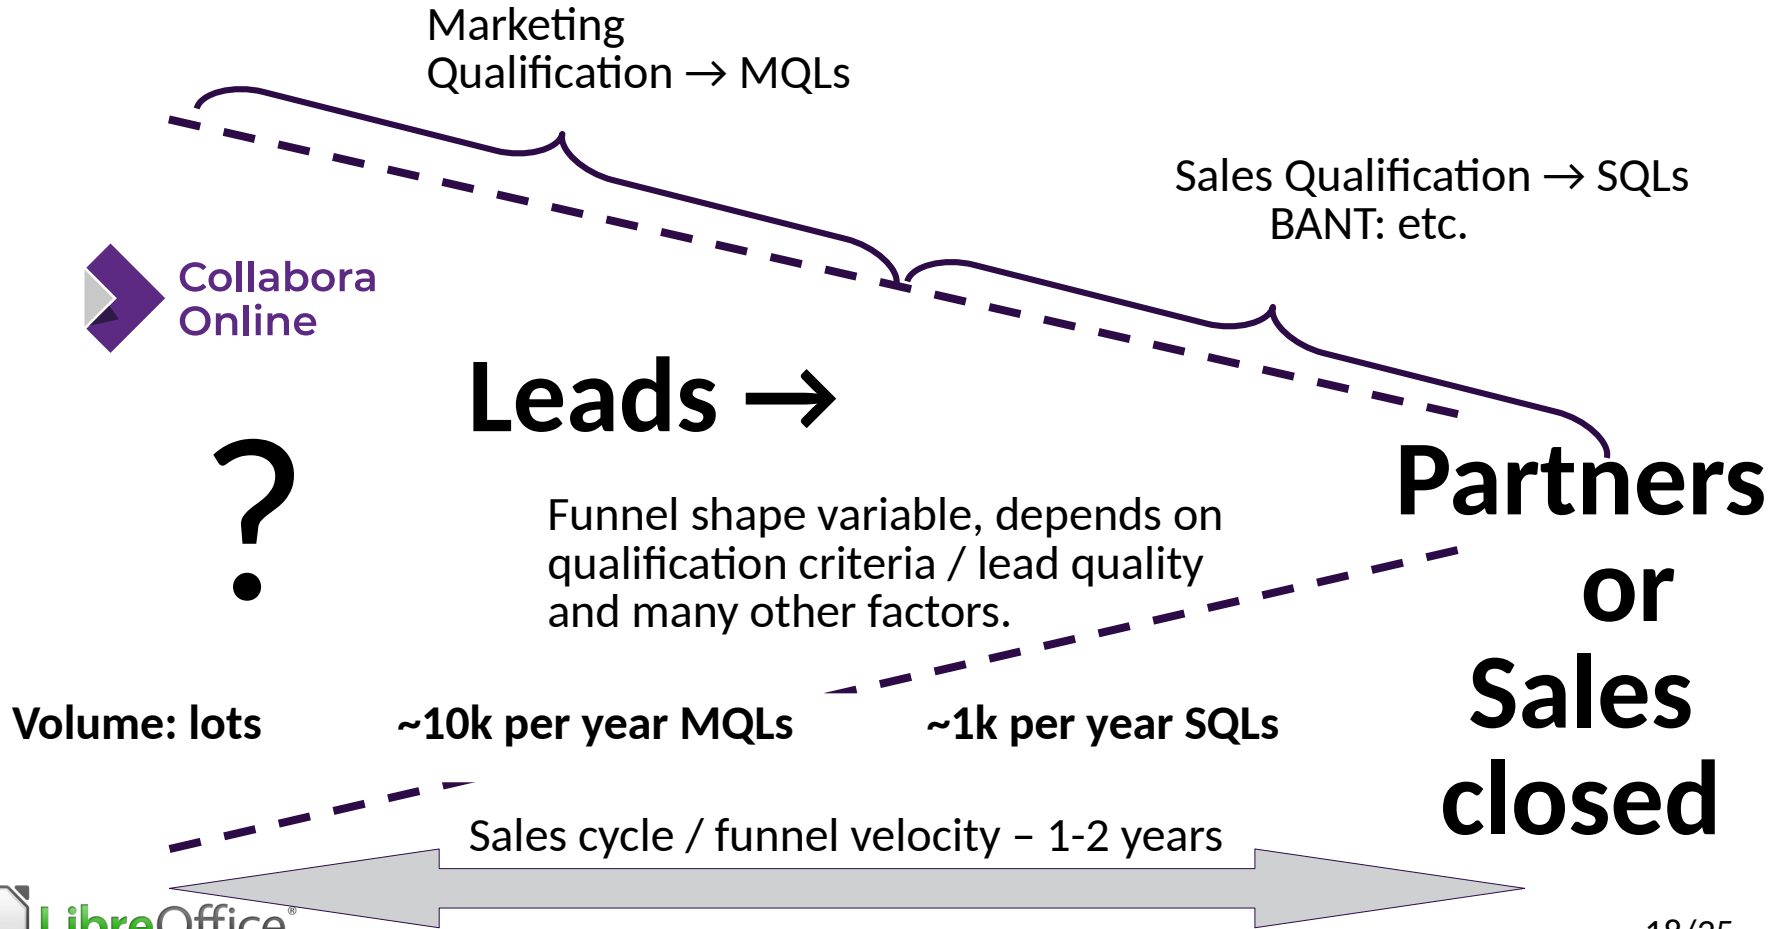 Marketing
Qualification → MQLs
Sales Qualification → SQLs
BANT: etc.
Collabora
Online
Leads →
?
Funnel shape variable, depends on
qualification criteria / lead quality
and many other factors.
Partners
or
Sales
closed
Volume: lots
~10k per year MQLs
~1k per year SQLs
Sales cycle / funnel velocity – 1-2 years
LibreOffice®
18/25